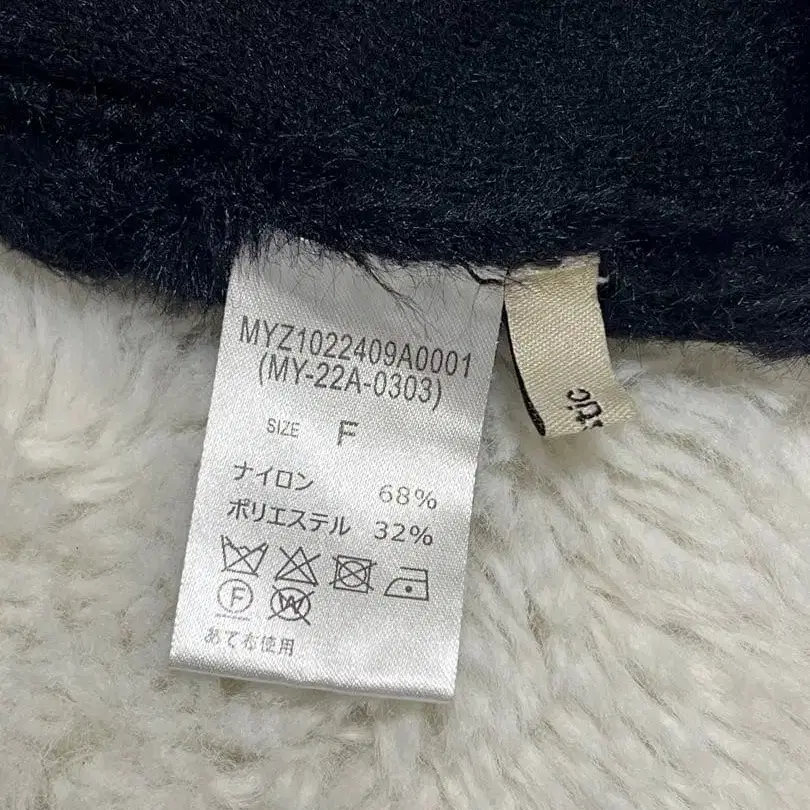 MYZ1022409A0001
(MY-22A-0303)
SIZE F
ナイロン 68%
ポリエステル 32%
F W
あて布使用